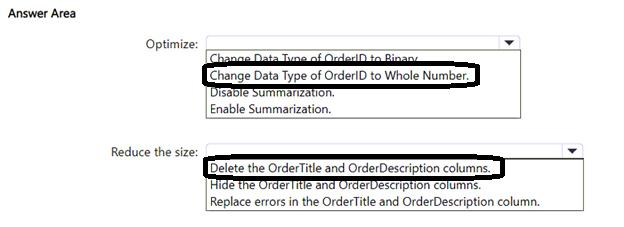 Answer Area
Optimize:
Change Data Type of OrderID to Binary
Change Data Type of OrderID to Whole Number.
Disable Summarization.
Enable Summarization.
Reduce the size:
Delete the OrderTitle and OrderDescription columns.
Hide the OrderTitle and OrderDescription columns.
Replace errors in the OrderTitle and OrderDescription column.